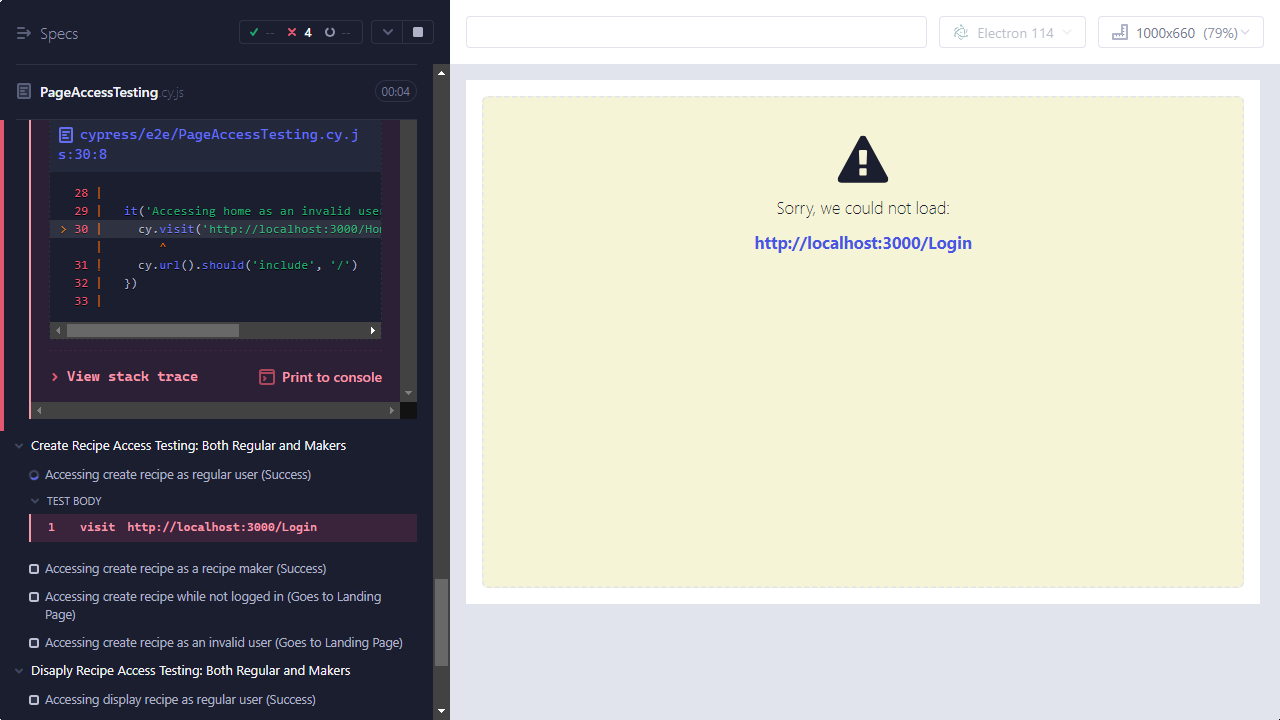 Specs
--
4
--
PageAccessTesting.cy.js
00:04
cypress/e2e/PageAccessTesting.cy.j
s:30:8
28 |
29 | it('Accessing home as an invalid user
> 30 | cy.visit('http://localhost:3000/Hom
| ^
31 | cy.url().should('include', '/')
32 | })
33 |
View stack trace
Print to console
Create Recipe Access Testing: Both Regular and Makers
Accessing create recipe as regular user (Success)
TEST BODY
1 visit http://localhost:3000/Login
Accessing create recipe as a recipe maker (Success)
Accessing create recipe while not logged in (Goes to Landing
Page)
Accessing create recipe as an invalid user (Goes to Landing Page)
Disaply Recipe Access Testing: Both Regular and Makers
Accessing display recipe as regular user (Success)
Electron 114
1000x660 (79%)
Sorry, we could not load:
http://localhost:3000/Login